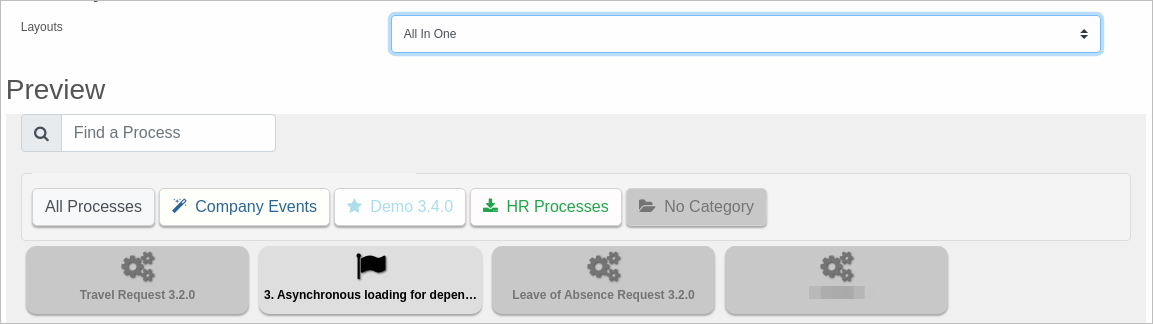 Layouts
All In One
Preview
Find a Process
All Processes
Company Events
Demo 3.4.0
HR Processes
No Category
Travel Request 3.2.0
3. Asynchronous loading for depen...
Leave of Absence Request 3.2.0